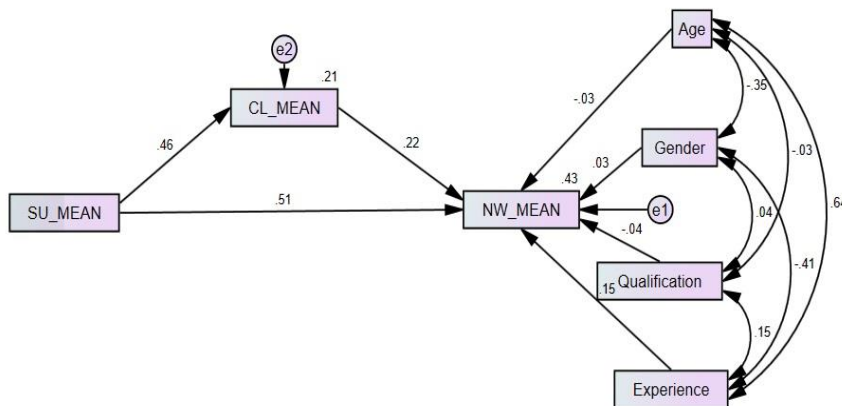 Age
e2
.21
-.35
CL_MEAN
-.03
.46
.22
Gender
-.03
.03
.43
.64
SU_MEAN
.51
NW_MEAN
e1
.04
-.04
-.41
Qualification
.15
.15
Experience